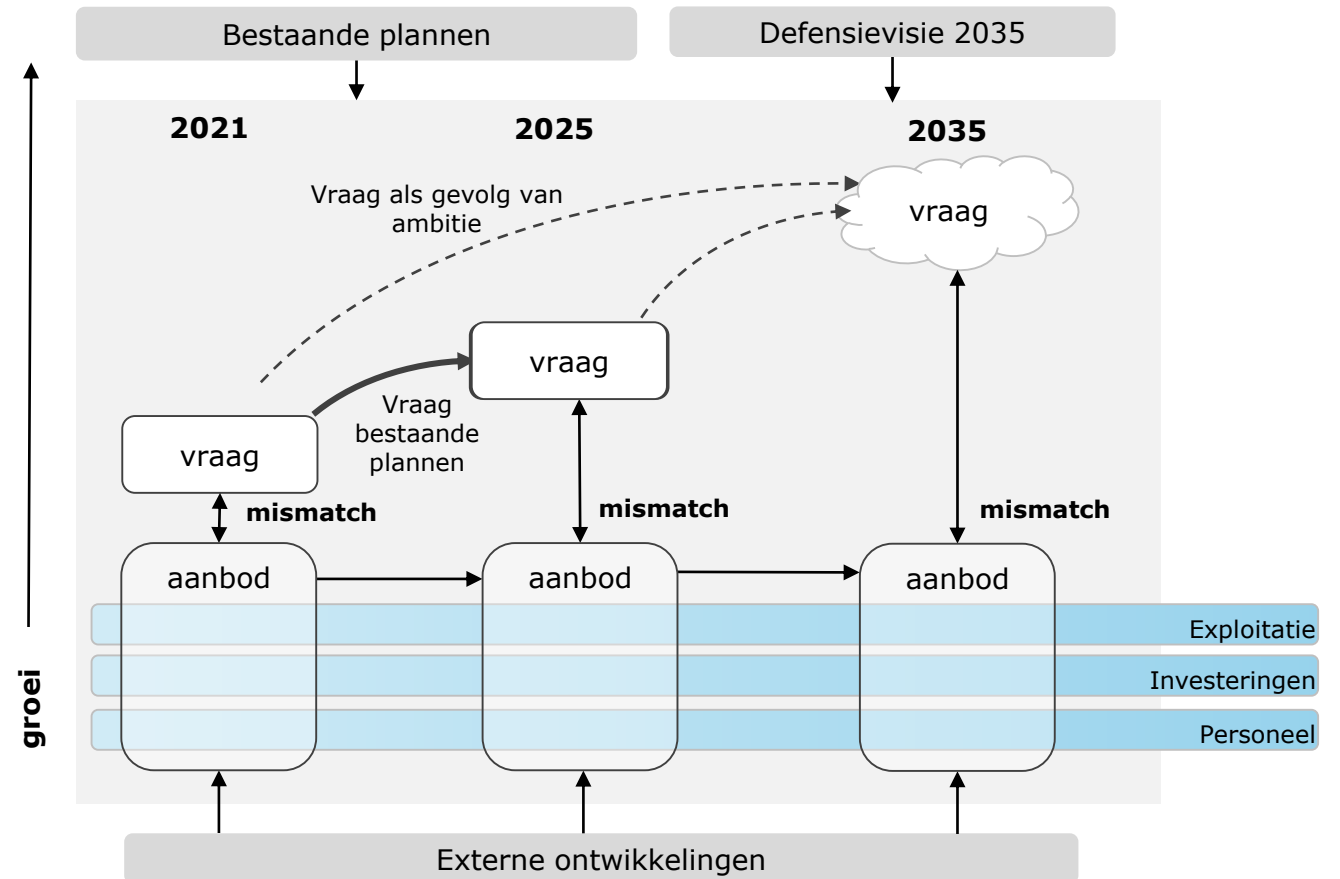 Bestaande plannen
Defensievisie 2035
2021
2025
2035
Vraag als gevolg van
ambitie
vraag
vraag
Vraag
bestaande
plannen
vraag
mismatch
mismatch
mismatch
aanbod
aanbod
aanbod
Exploitatie
Investeringen
Personeel
groei
Externe ontwikkelingen